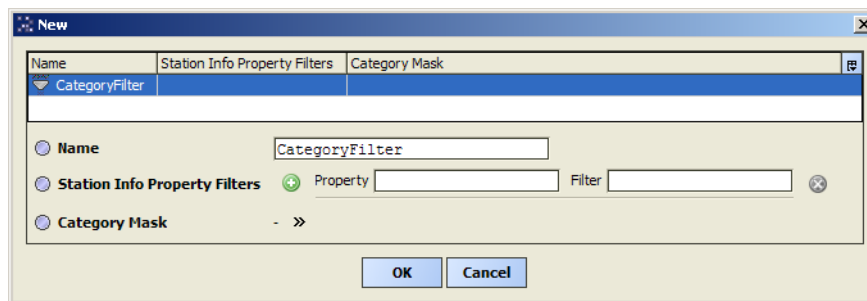 New
Name Station Info Property Filters Category Mask
CategoryFilter
Name CategoryFilter
Station Info Property Filters Property Filter
Category Mask - »
OK Cancel